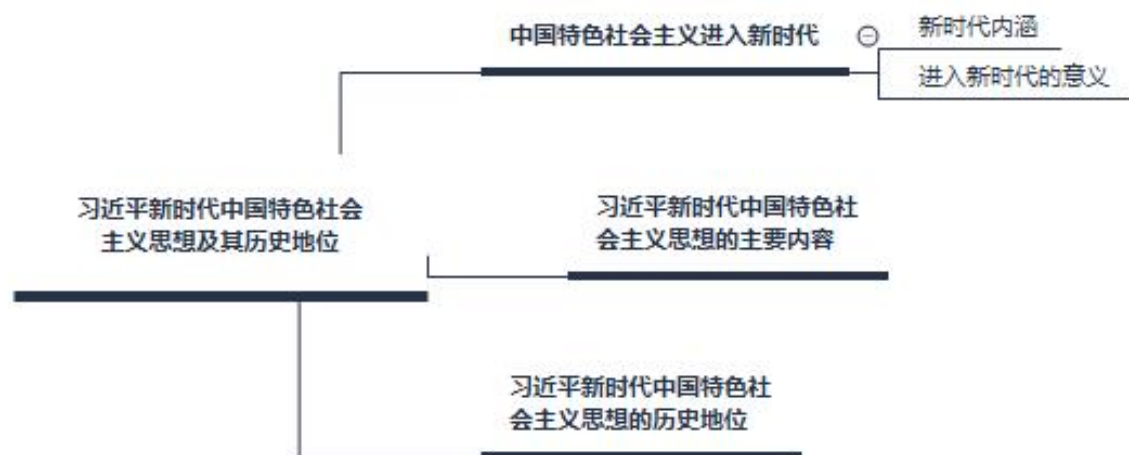 中国特色社会主义进入新时代
新时代内涵
进入新时代的意义
习近平新时代中国特色社会
主义思想及其历史地位
习近平新时代中国特色社
会主义思想的主要内容
习近平新时代中国特色社
会主义思想的历史地位